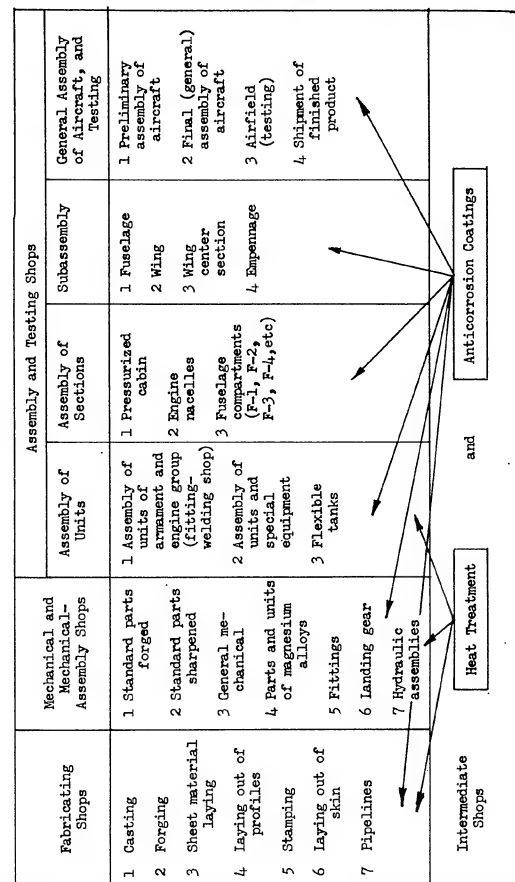 Fabricating
Shops
1 Casting
2 Forging
3 Sheet material
laying
4 Laying out of
profiles
5 Stamping
6 Laying out of
skin
7 Pipelines
Mechanical and
Mechanical-
Assembly Shops
1 Standard parts
forged
2 Standard parts
sharpened
3 General me-
chanical
4 Parts and units
of magnesium
alloys
5 Fittings
6 Landing gear
7 Hydraulic
assemblies
Assembly and Testing Shops
Assembly of
Units
1 Assembly of
units of
armament and
engine group
(fitting-
welding shop)
2 Assembly of
units and
special
equipment
3 Flexible
tanks
Assembly of
Sections
1 Pressurized
cabin
2 Engine
nacelles
3 Fuselage
compartments
(F-1, F-2,
F-3, F-4,etc)
Subassembly
1 Fuselage
2 Wing
3 Wing
center
section
4 Empennage
General Assembly
of Aircraft, and
Testing
1 Preliminary
assembly of
aircraft
2 Final (general)
assembly of
aircraft
3 Airfield
(testing)
4 Shipment of
finished
product
Intermediate
Shops
Heat Treatment
and
Anticorrosion Coatings